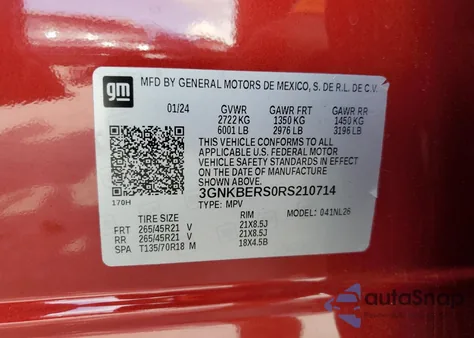 gm
MFD BY GENERAL MOTORS DE MEXICO, S. DE R.L. DE C.V.
01/24 GVWR GAWR FRT GAWR RR
2722 KG 1350 KG 1450 KG
6001 LB 2976 LB 3196 LB
THIS VEHICLE CONFORMS TO ALL
APPLICABLE U.S. FEDERAL MOTOR
VEHICLE SAFETY STANDARDS IN EFFECT
ON THE DATE OF MANUFACTURE
SHOWN ABOVE.
3GNKBERS0RS210714
170H TYPE: MPV MODEL: 041NL26
TIRE RIM
FRT 265/45R21 V 21X8.5J
RR 265/45R21 V 21X8.5J
SPA T135/70R18 M 18X4.5B
autoSnap